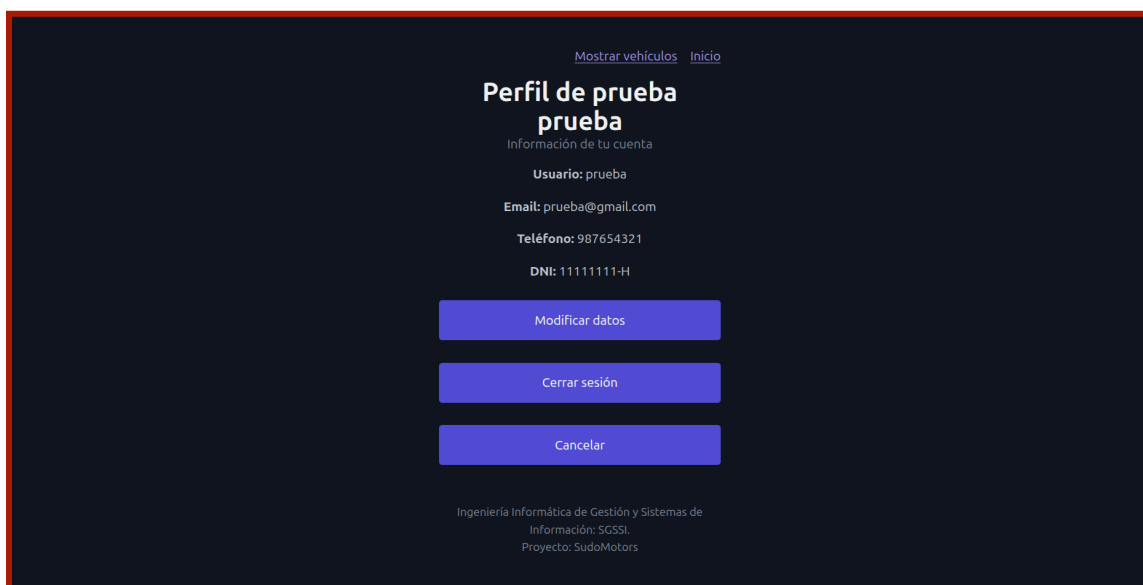 Mostrar vehículos Inicio
Perfil de prueba
prueba
Información de tu cuenta
Usuario: prueba
Email: prueba@gmail.com
Teléfono: 987654321
DNI: 11111111-H
Modificar datos
Cerrar sesión
Cancelar
Ingeniería Informática de Gestión y Sistemas de
Información: SGSSI.
Proyecto: SudoMotors